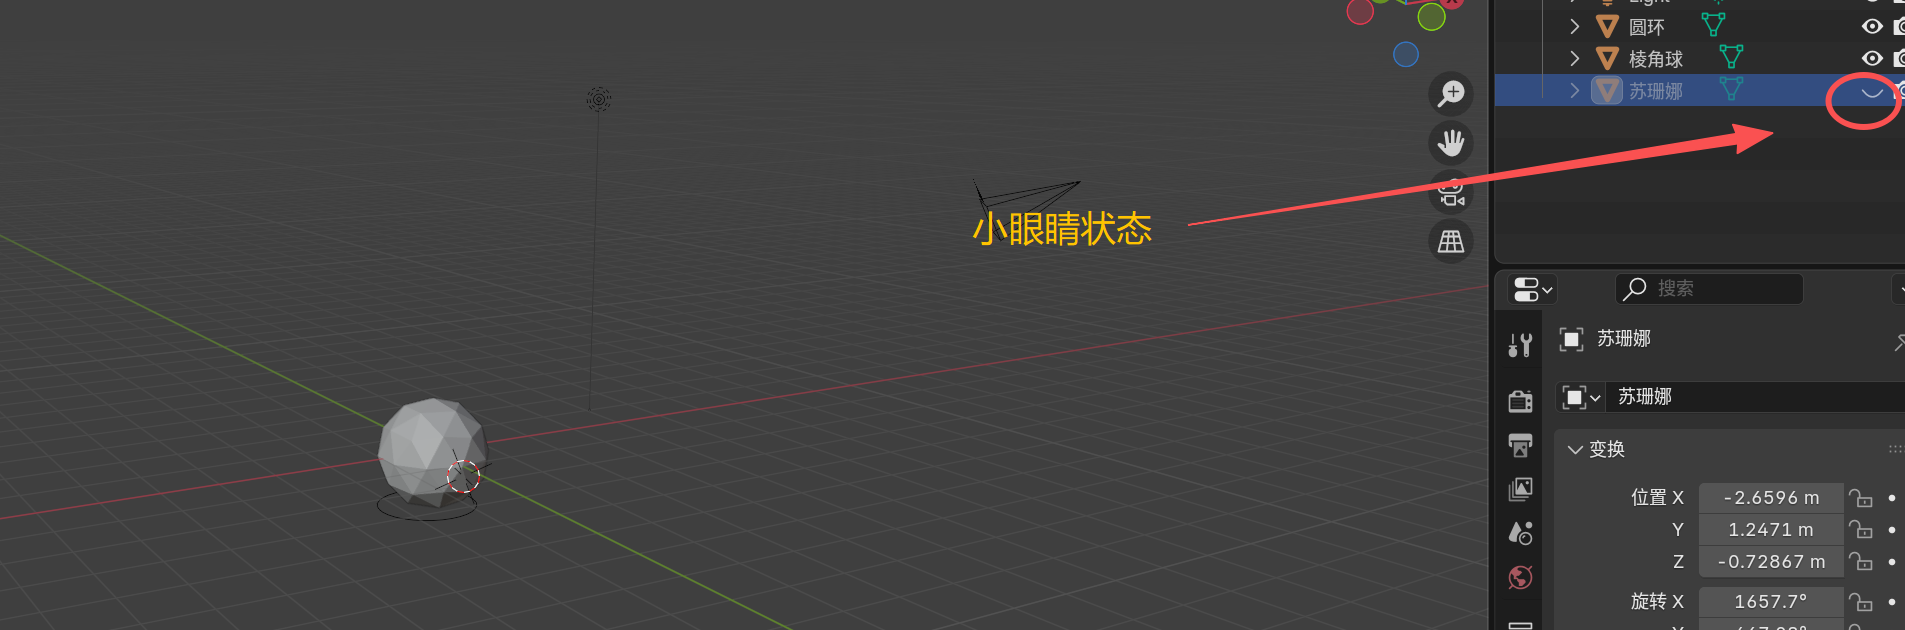 Light
圆环
棱角球
苏珊娜
小眼睛状态
搜索
苏珊娜
苏珊娜
变换
位置 X
-2.6596 m
Y
1.2471 m
Z
-0.72867 m
旋转 X
1657.7°